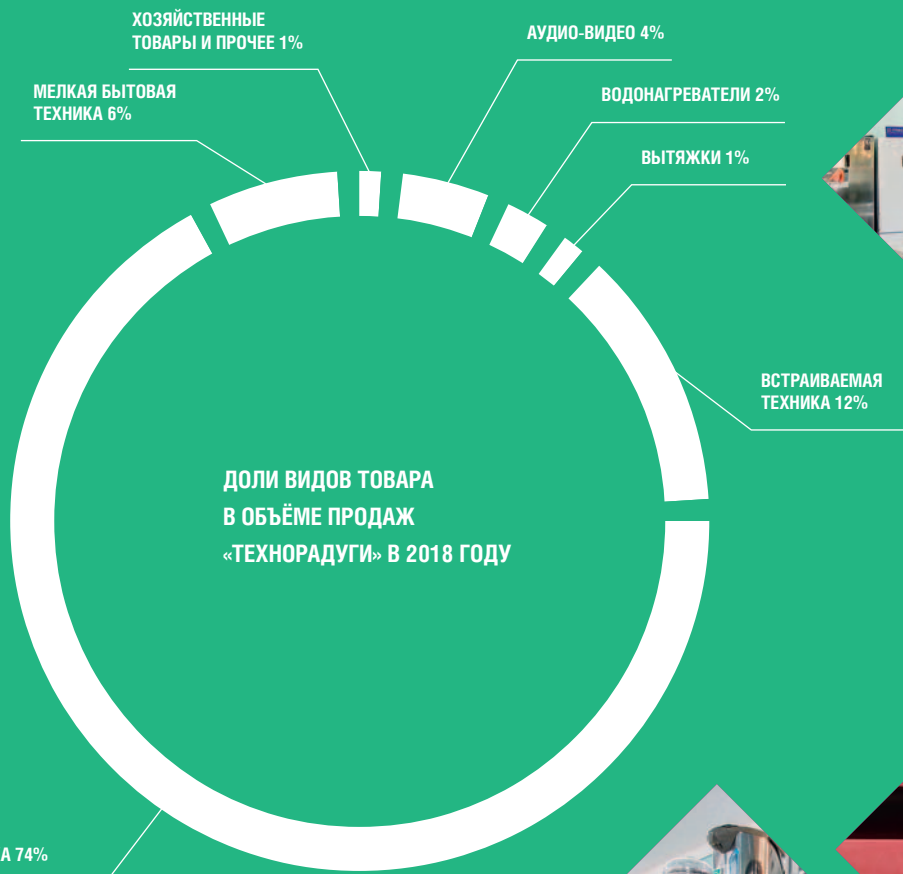 ХОЗЯЙСТВЕННЫЕ
ТОВАРЫ И ПРОЧЕЕ 1%
АУДИО-ВИДЕО 4%
МЕЛКАЯ БЫТОВАЯ
ТЕХНИКА 6%
ВОДОНАГРЕВАТЕЛИ 2%
ВЫТЯЖКИ 1%
ВСТРАИВАЕМАЯ
ТЕХНИКА 12%
ДОЛИ ВИДОВ ТОВАРА
В ОБЪЁМЕ ПРОДАЖ
«ТЕХНОРАДУГИ» В 2018 ГОДУ
А 74%